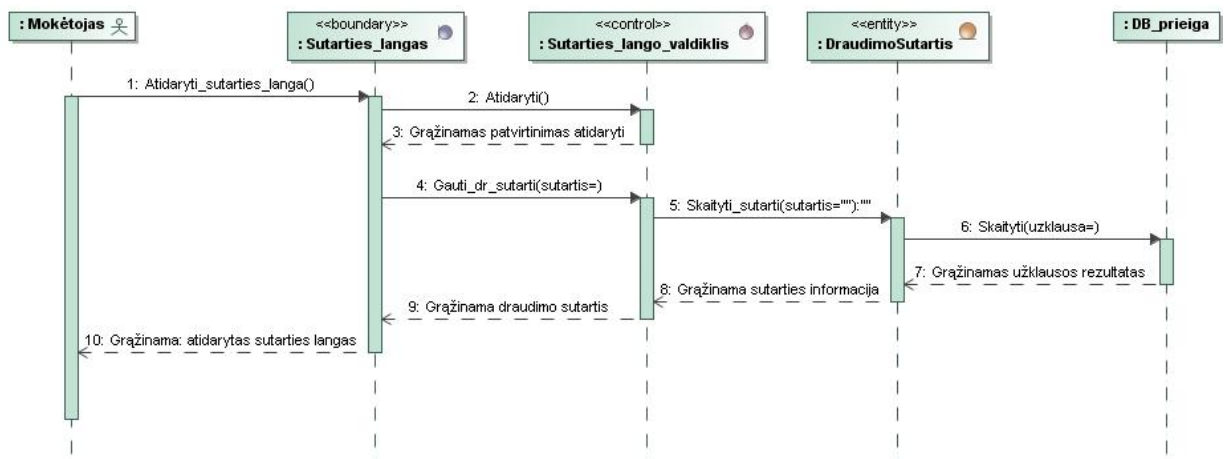 : Mokėtojas
<<boundary>>
: Sutarties_langas
<<control>>
: Sutarties_lango_valdiklis
<<entity>>
: DraudimoSutartis
: DB_prieiga
1: Atidaryti_sutarties_langa()
2: Atidaryti()
3: Grąžinamas patvirtinimas atidaryti
4: Gauti_dr_sutarti(sutartis=)
5: Skaityti_sutarti(sutartis=""):""
6: Skaityti(uzklausa=)
7: Grąžinamas užklausos rezultatas
8: Grąžinama sutarties informacija
9: Grąžinama draudimo sutartis
10: Grąžinama: atidarytas sutarties langas